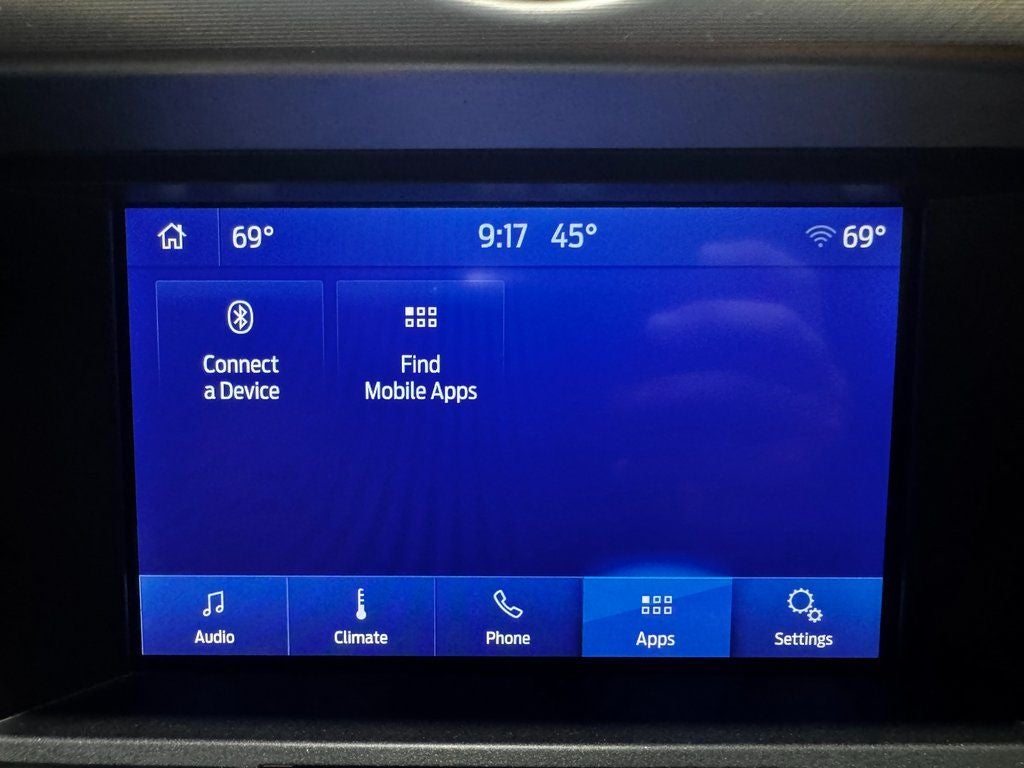 69° 9:17 45° 69°
Connect
a Device
Find
Mobile Apps
Audio Climate Phone Apps Settings